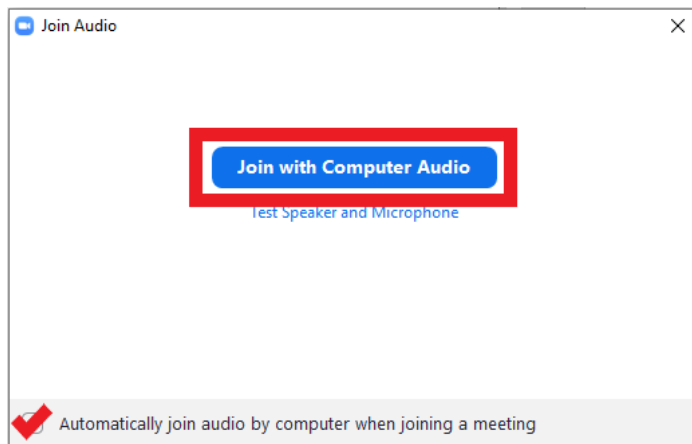 Join Audio
Join with Computer Audio
Test Speaker and Microphone
Automatically join audio by computer when joining a meeting